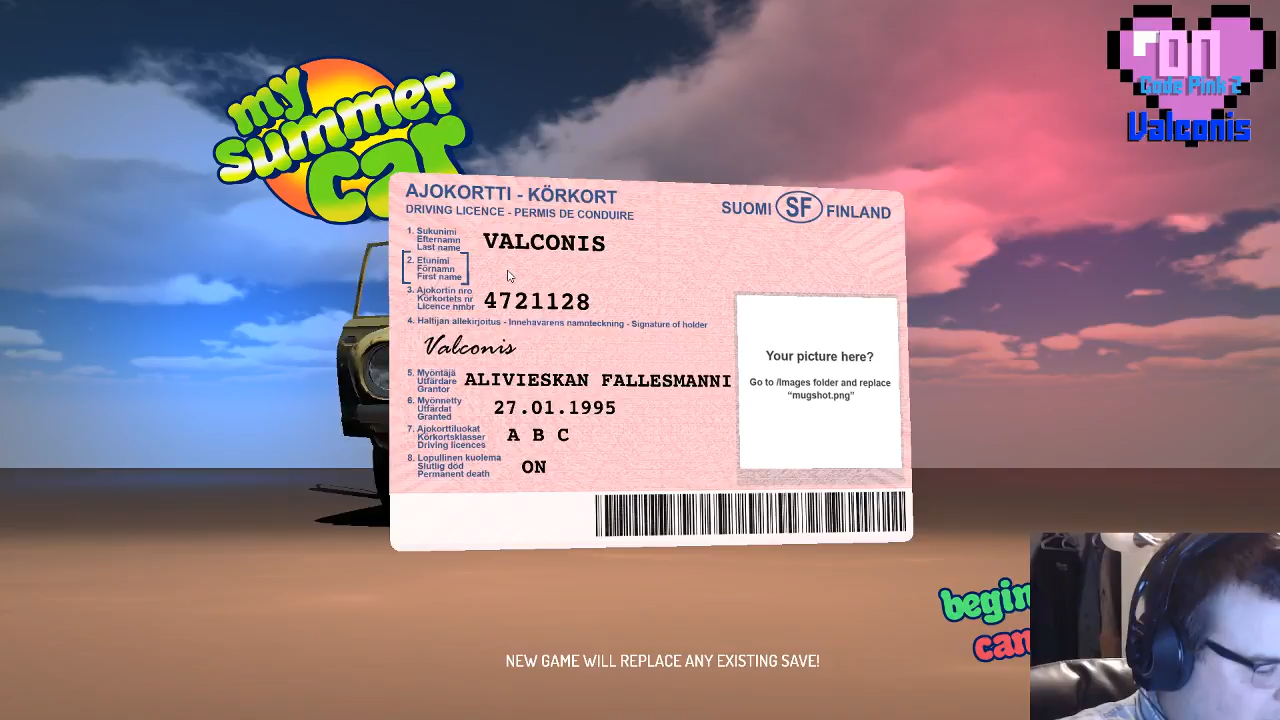 on
Code Pink 2
Valconis
my
summer
car
AJOKORTTI - KÖRKORT
DRIVING LICENCE - PERMIS DE CONDUIRE
SUOMI SF FINLAND
1. Sukunimi
Efternamn
Last name
VALCONIS
2. Etunimi
Förnamn
First name
3. Ajokortin nro
Körkortets nr
Licence nmbr
4721128
4. Haltijan allekirjoitus - Innehavarens namnteckning - Signature of holder
Valconis
5. Myöntäjä
Utfärdare
Grantor
ALIVIESKAN FALLESMANNI
6. Myönnetty
Utfärdat
Granted
27.01.1995
7. Ajokorttiluokat
Körkortsklasser
Driving licences
A B C
8. Lopullinen kuolema
Slutlig död
Permanent death
ON
Your picture here?
Go to /Images folder and replace
“mugshot.png”
begin
can
NEW GAME WILL REPLACE ANY EXISTING SAVE!